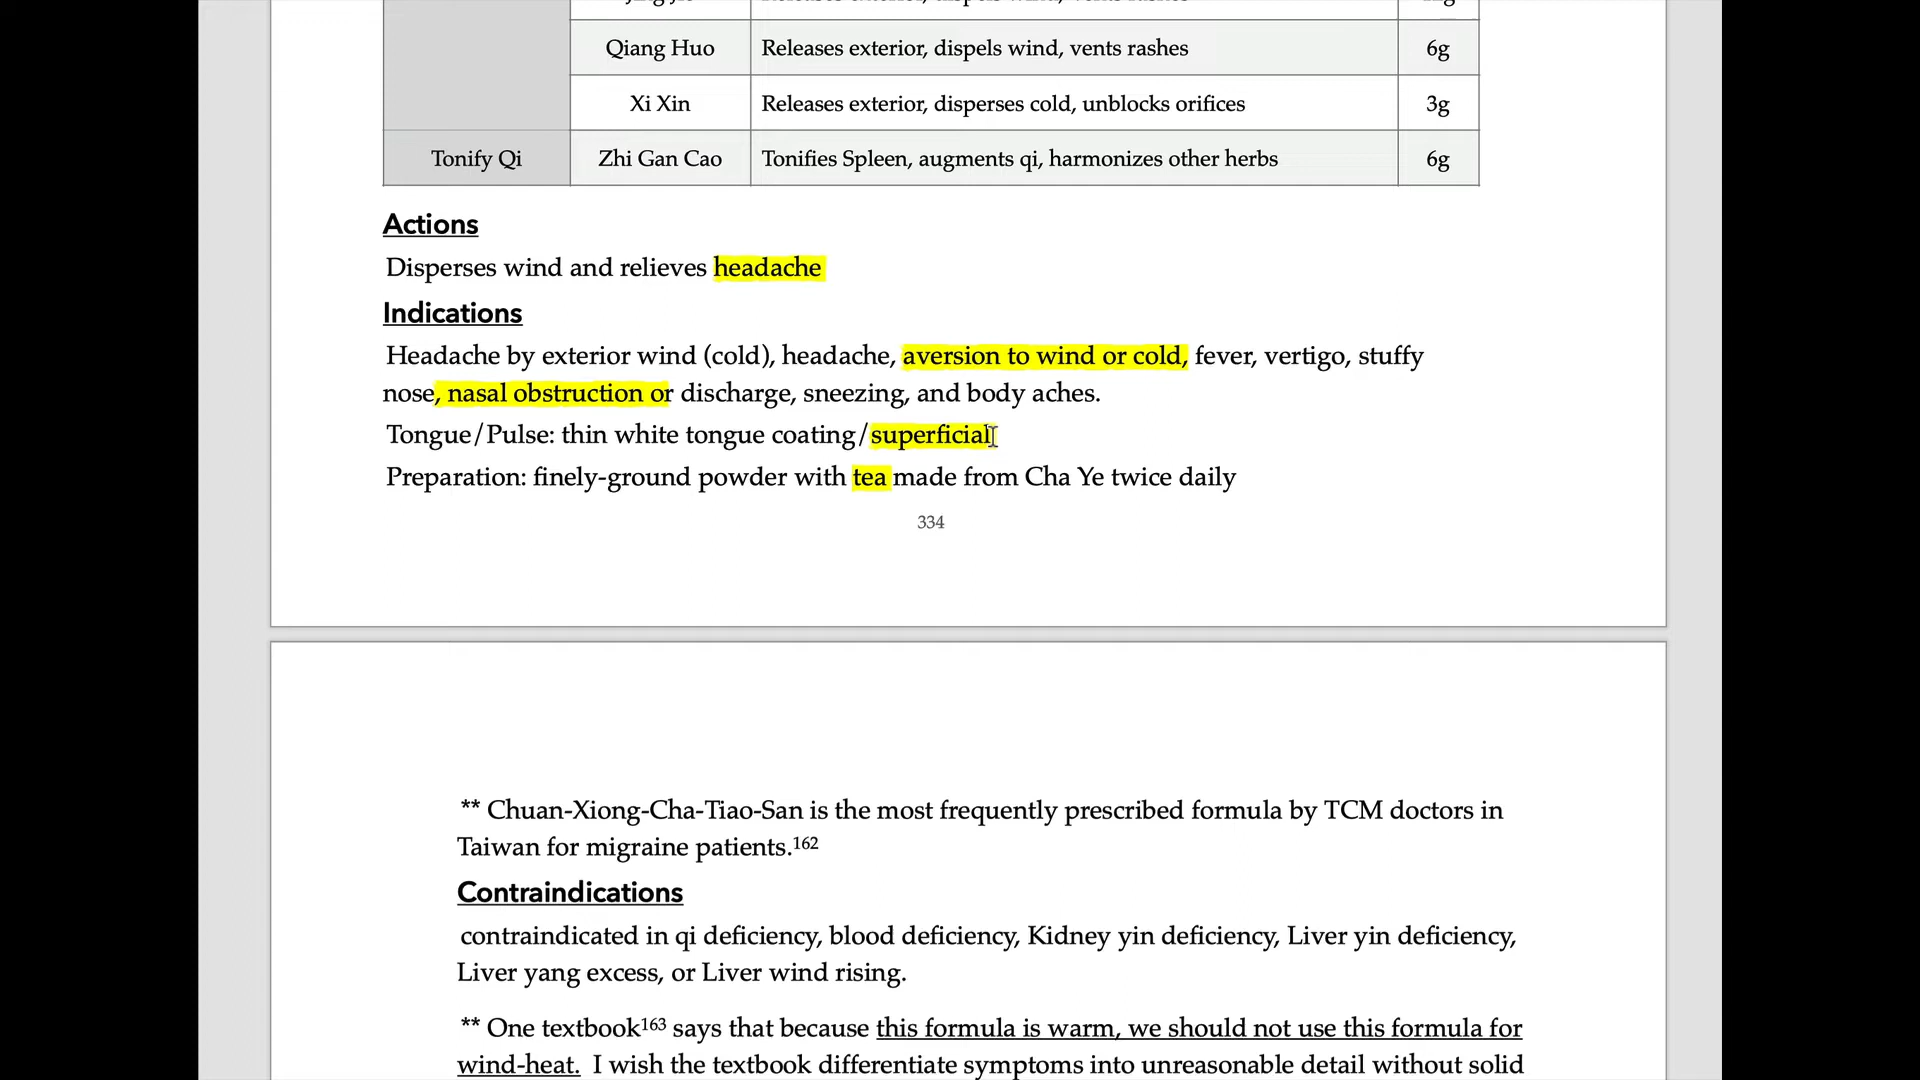 Releases exterior, dispels wind, vents rashes
Qiang Huo Releases exterior, dispels wind, vents rashes 6g
Xi Xin Releases exterior, disperses cold, unblocks orifices 3g
Tonify Qi Zhi Gan Cao Tonifies Spleen, augments qi, harmonizes other herbs 6g
Actions
Disperses wind and relieves headache
Indications
Headache by exterior wind (cold), headache, aversion to wind or cold, fever, vertigo, stuffy
nose, nasal obstruction or discharge, sneezing, and body aches.
Tongue/Pulse: thin white tongue coating/superficial
Preparation: finely-ground powder with tea made from Cha Ye twice daily
334
** Chuan-Xiong-Cha-Tiao-San is the most frequently prescribed formula by TCM doctors in
Taiwan for migraine patients.162
Contraindications
contraindicated in qi deficiency, blood deficiency, Kidney yin deficiency, Liver yin deficiency,
Liver yang excess, or Liver wind rising.
** One textbook163 says that because this formula is warm, we should not use this formula for
wind-heat. I wish the textbook differentiate symptoms into unreasonable detail without solid